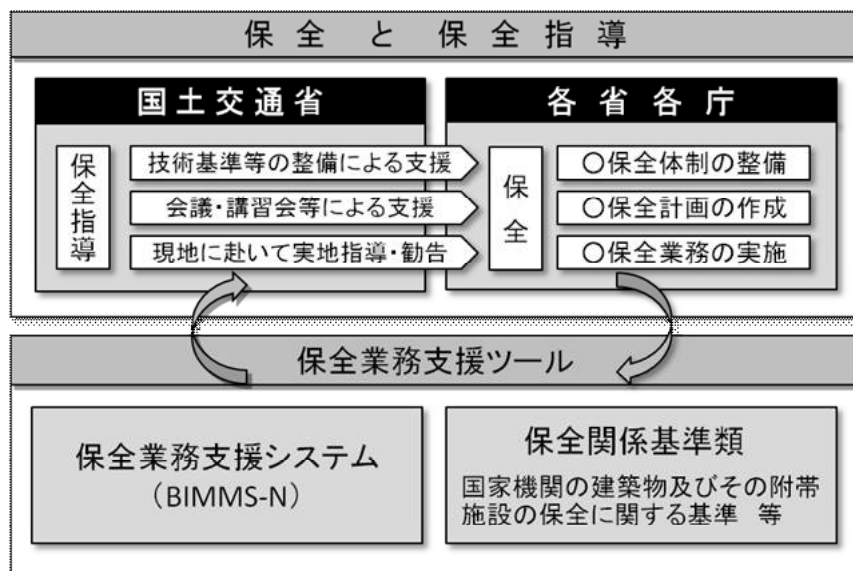 保全と保全指導
国土交通省
各省各庁
保全指導
技術基準等の整備による支援
会議・講習会等による支援
現地に赴いて実地指導・勧告
保全
〇保全体制の整備
〇保全計画の作成
〇保全業務の実施
保全業務支援ツール
保全業務支援システム
（BIMMS-N）
保全関係基準類
国家機関の建築物及びその附帯
施設の保全に関する基準　等